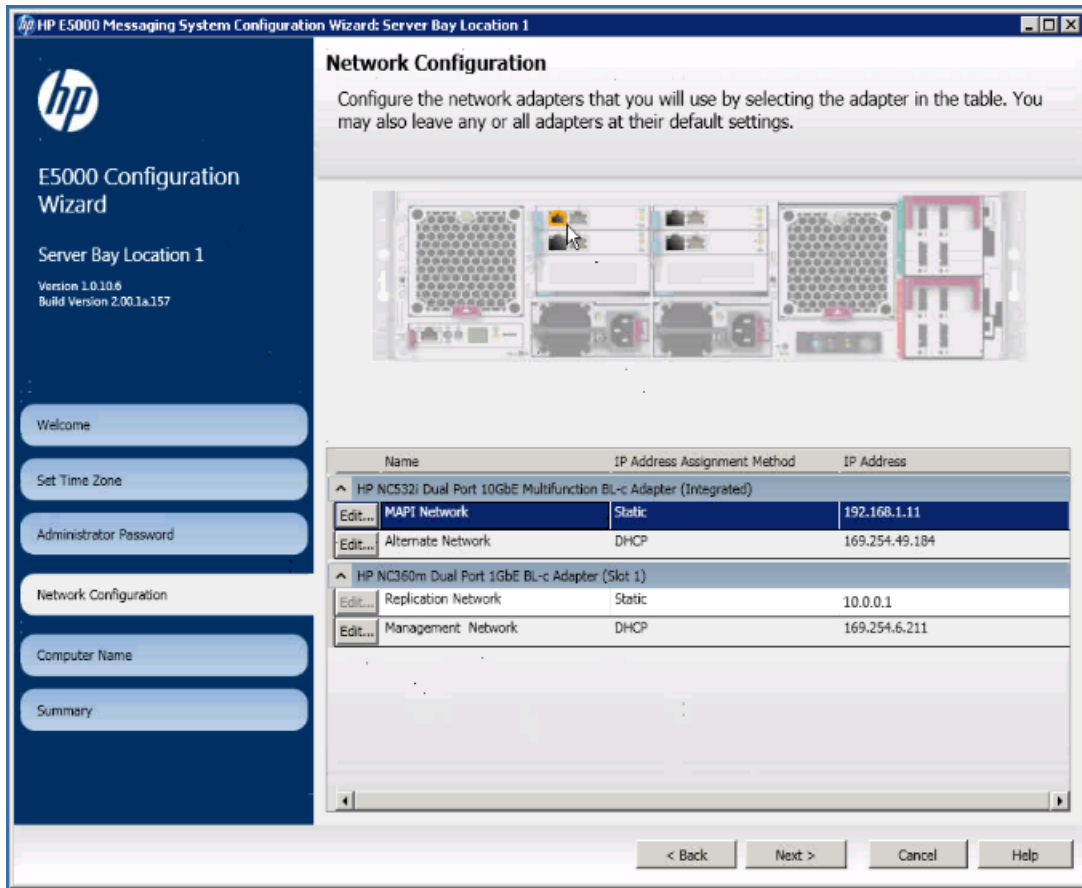 HP E5000 Messaging System Configuration Wizard: Server Bay Location 1
hp
E5000 Configuration
Wizard
Server Bay Location 1
Version 1.0.10.6
Build Version 2.00.1a.157
Welcome
Set Time Zone
Administrator Password
Network Configuration
Computer Name
Summary
Network Configuration
Configure the network adapters that you will use by selecting the adapter in the table. You
may also leave any or all adapters at their default settings.
Name IP Address Assignment Method IP Address
HP NC532i Dual Port 10GbE Multifunction BL-c Adapter (Integrated)
Edit... MAPI Network Static 192.168.1.11
Edit... Alternate Network DHCP 169.254.49.184
HP NC360m Dual Port 1GbE BL-c Adapter (Slot 1)
Edit... Replication Network Static 10.0.0.1
Edit... Management Network DHCP 169.254.6.211
< Back Next > Cancel Help